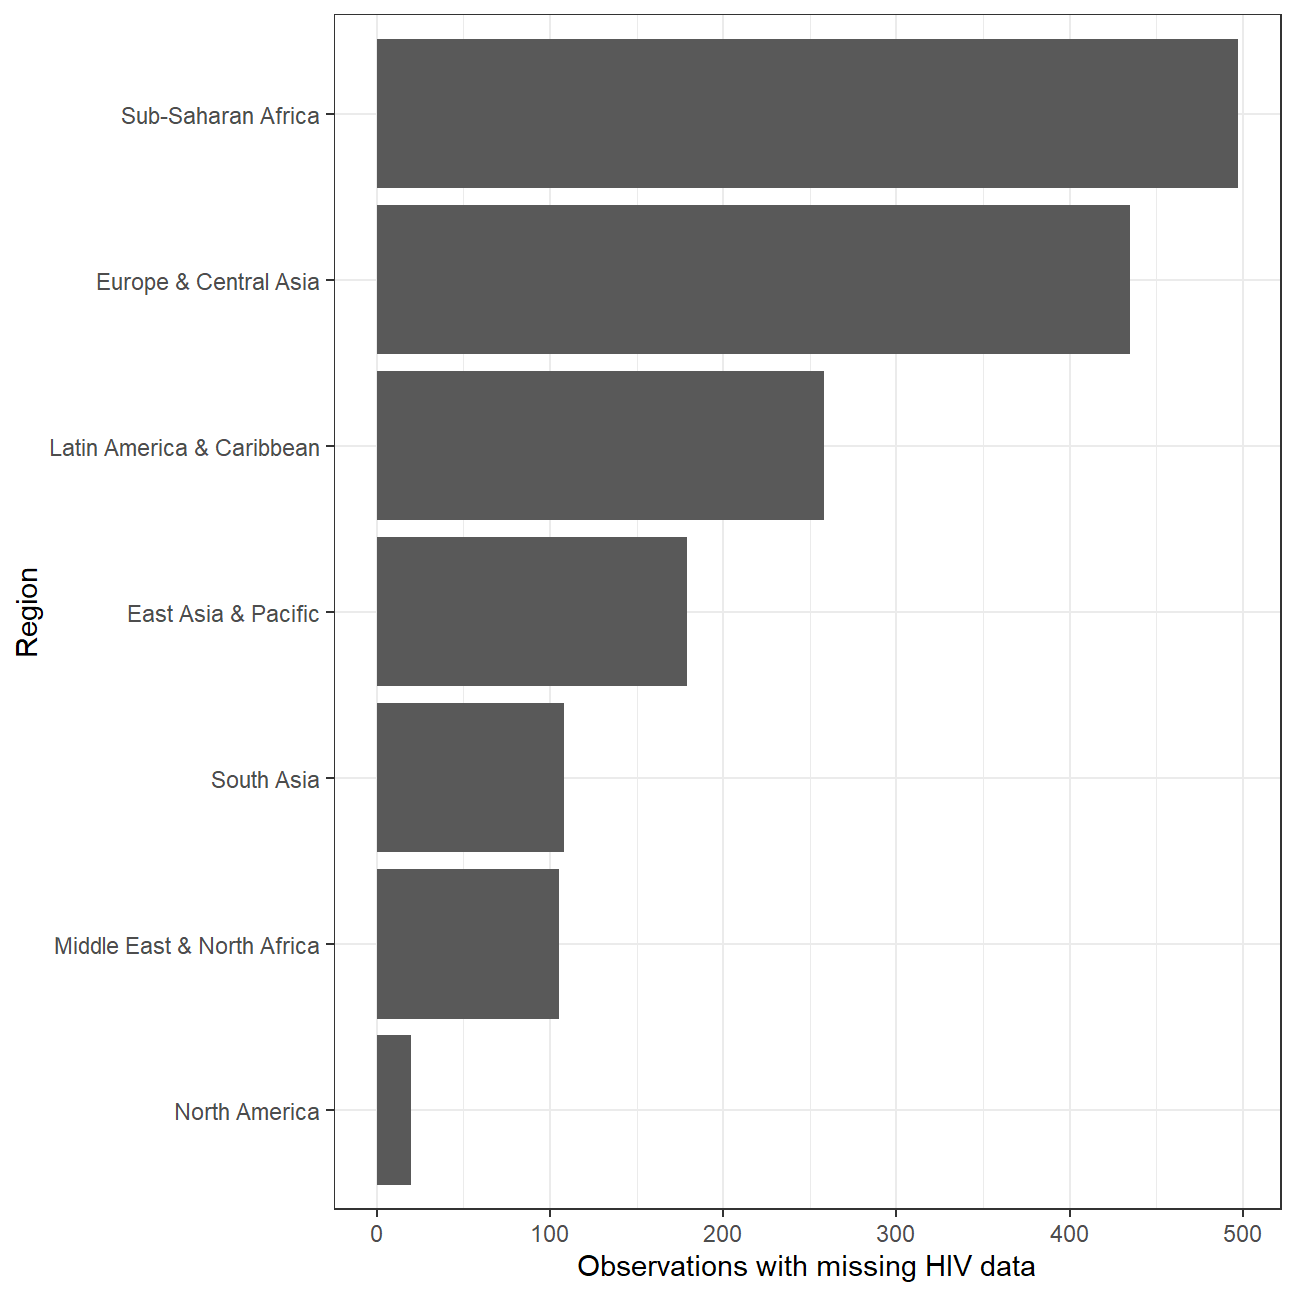 Sub-Saharan Africa
Europe & Central Asia
Latin America & Caribbean
East Asia & Pacific
South Asia
Middle East & North Africa
North America
Region
0 100 200 300 400 500
Observations with missing HIV data